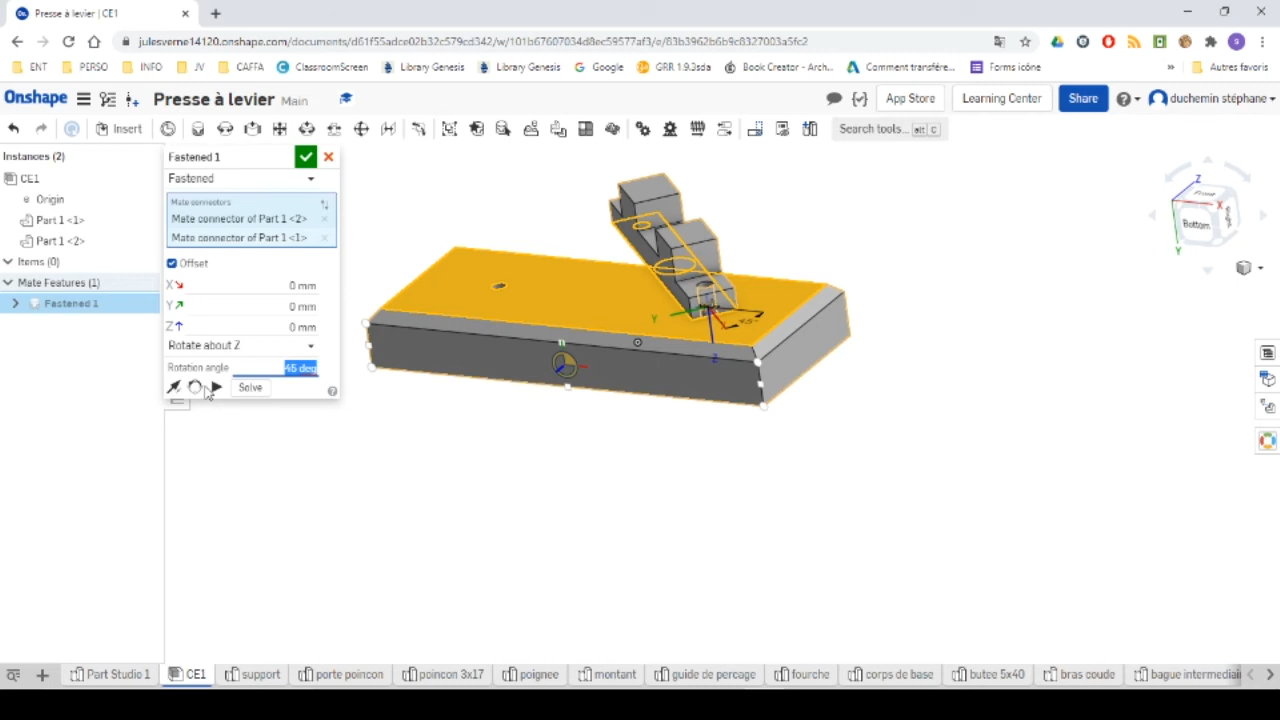 Presse à levier | CE1
julesverne14120.onshape.com/documents/d61f55adce02b32c579cd342/w/101b67607034d8ec59577af3/e/83b3962b6b9c8327003a5fc2
ENT PERSO INFO JV CAFFA ClassroomScreen Library Genesis Library Genesis Google GRR 1.9.3sda Book Creator - Arch... Comment transfére... Forms icône » Autres favoris
Onshape Presse à levier Main App Store Learning Center Share duchemin stéphane
Insert Search tools... alt C
Instances (2)
CE1
Origin
Part 1 <1>
Part 1 <2>
Items (0)
Mate Features (1)
Fastened 1
Fastened 1
Fastened
Mate connectors
Mate connector of Part 1 <2>
Mate connector of Part 1 <1>
Offset
X 0 mm
Y 0 mm
Z 0 mm
Rotate about Z
Rotation angle 45 deg
Solve
Y
45°
Z
Z
Front
X
Bottom
Right
Y
Part Studio 1 CE1 support porte poincon poincon 3x17 poignee montant guide de percage fourche corps de base butee 5x40 bras coude bague intermediai